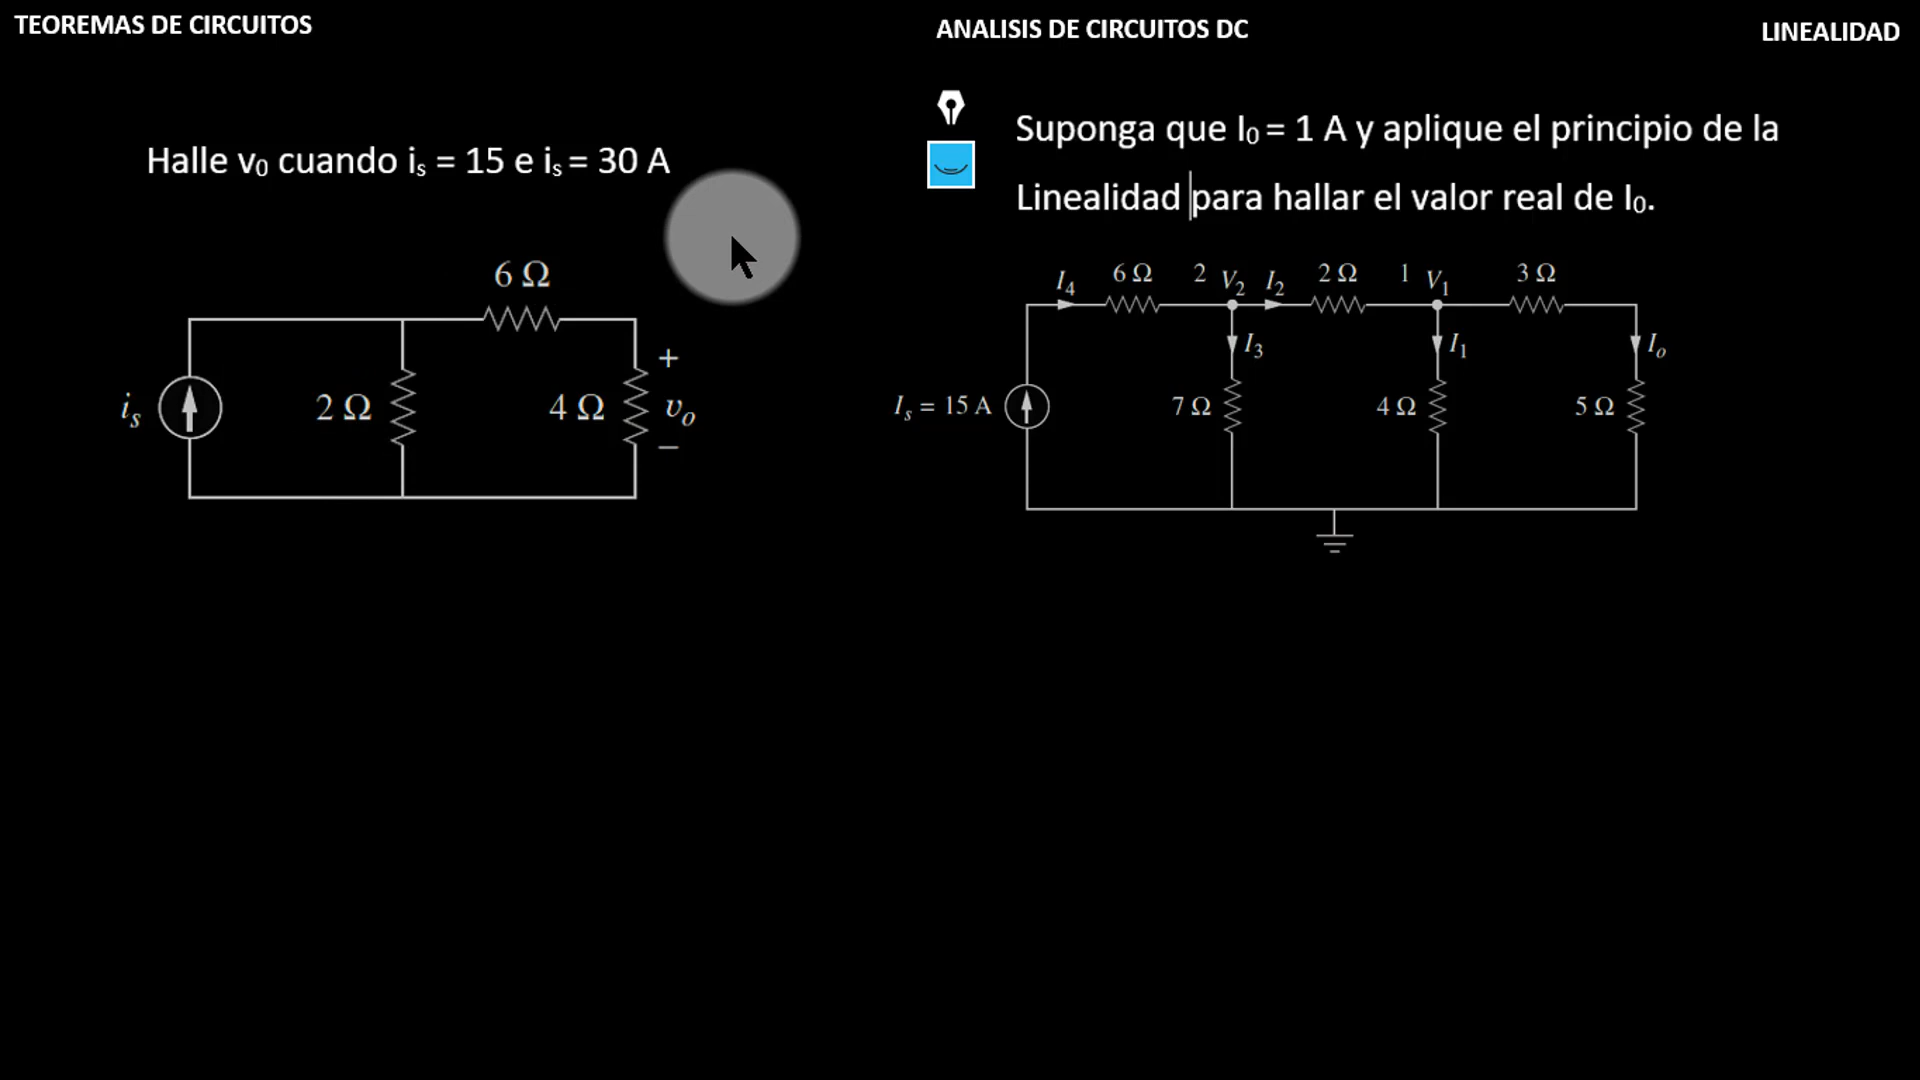 TEOREMAS DE CIRCUITOS
ANALISIS DE CIRCUITOS DC
LINEALIDAD
Halle v₀ cuando iₛ = 15 e iₛ = 30 A
6 Ω
iₛ
2 Ω
4 Ω
+
vₒ
–
Suponga que I₀ = 1 A y aplique el principio de la
Linealidad para hallar el valor real de I₀.
I₄ 6 Ω 2 V₂ I₂ 2 Ω 1 V₁ 3 Ω
I₃ I₁ Iₒ
Iₛ = 15 A 7 Ω 4 Ω 5 Ω